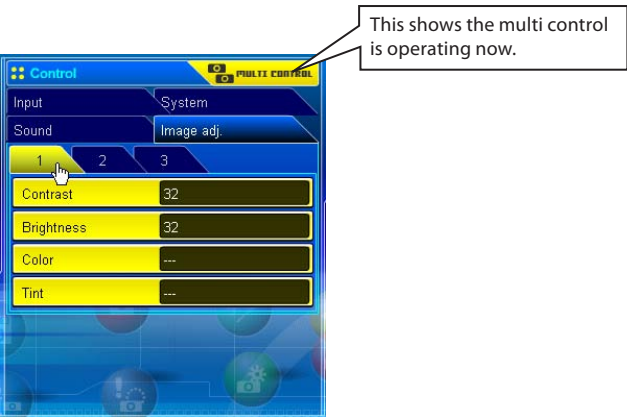 This shows the multi control
is operating now.
Control MULTI CONTROL
Input System
Sound Image adj.
1 2 3
Contrast 32
Brightness 32
Color ---
Tint ---